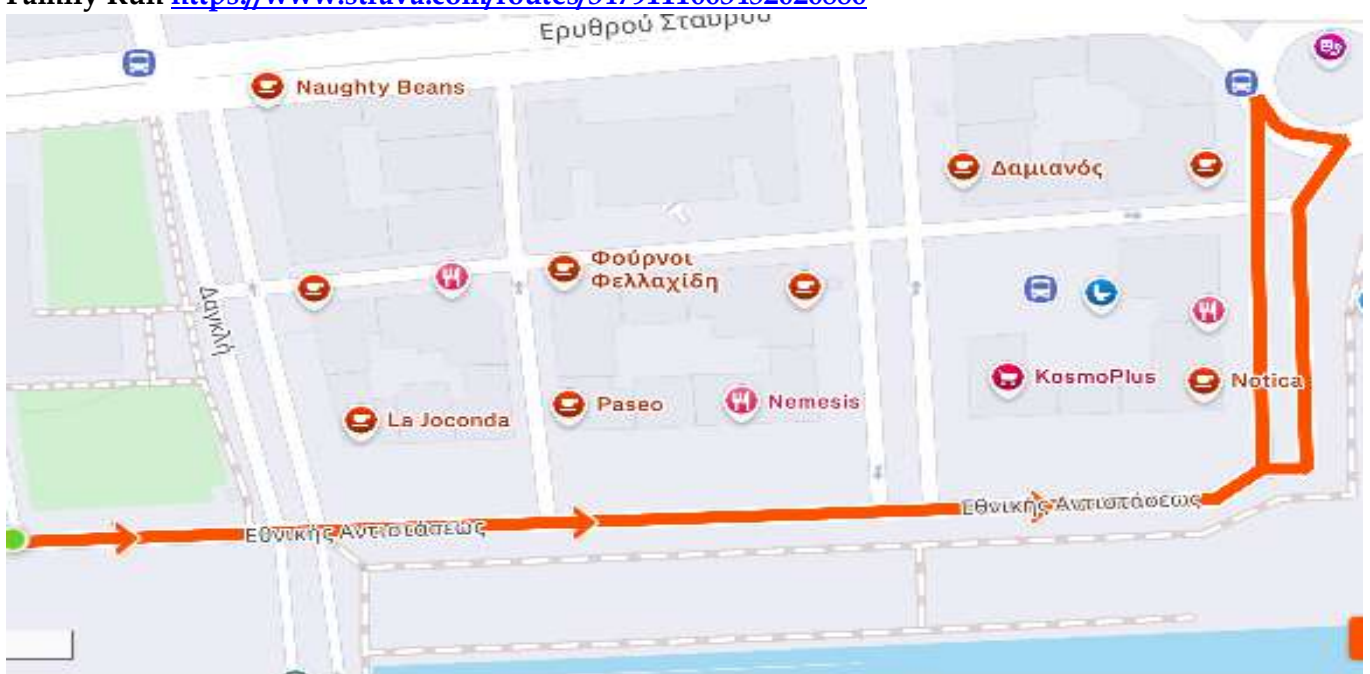 Family Run
Ερυθρού Σταυρού
Naughty Beans
Δαμιανός
Φούρνοι
Φελλαχίδη
Δαγκλή
KosmoPlus
Notica
La Joconda
Paseo
Nemesis
Εθνικής Αντιστάσεως
Εθνικής Αντιστάσεως